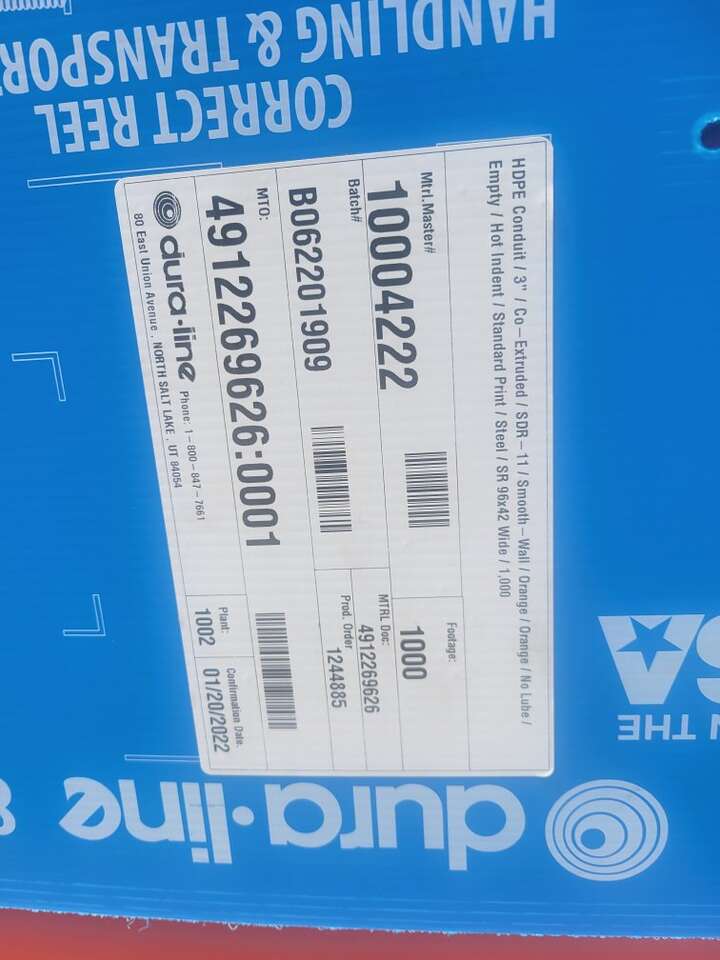 CORRECT REEL
HANDLING & TRANSPOR
HDPE Conduit / 3" / Co-Extruded / SDR-11 / Smooth-Wall / Orange / Orange / No Lube /
Empty / Hot Indent / Standard Print / Steel / SR 96x42 Wide / 1,000
Mtrl.Master#
10004222
Footage:
1000
Batch#
B062201909
MTRL Doc:
4912269626
Prod. Order
1244885
MTO:
4912269626:0001
dura·line
Phone: 1-800-847-7661
80 East Union Avenue , NORTH SALT LAKE , UT 84054
Plant:
1002
Confirmation Date:
01/20/2022
SA
N THE
dura·line
8